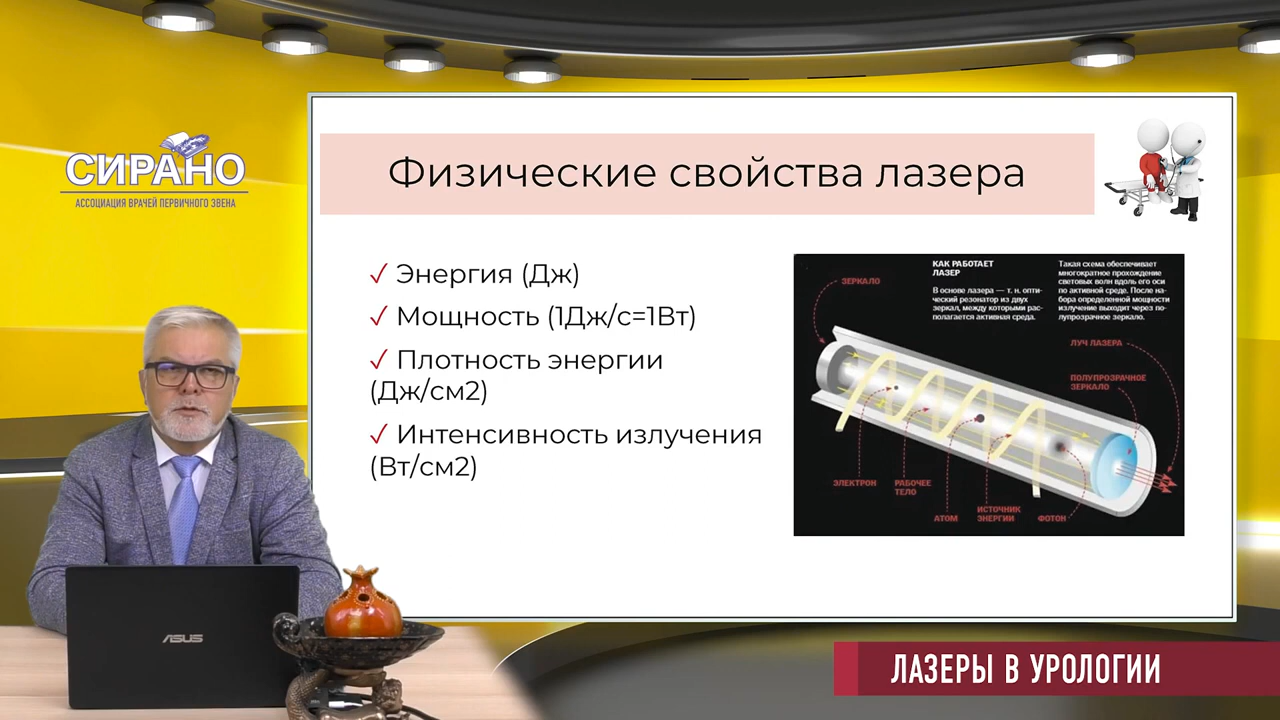 СИРАНО
АССОЦИАЦИЯ ВРАЧЕЙ ПЕРВИЧНОГО ЗВЕНА
Физические свойства лазера
✓ Энергия (Дж)
✓ Мощность (1Дж/с=1Вт)
✓ Плотность энергии
(Дж/см2)
✓ Интенсивность излучения
(Вт/см2)
КАК РАБОТАЕТ
ЛАЗЕР
В основе лазера — т. н. опти-
ческий резонатор из двух
зеркал, между которыми рас-
полагается активная среда.
Такая схема обеспечивает
многократное прохождение
световых волн вдоль его оси
по активной среде. После на-
бора определенной мощности
излучение выходит через по-
лупрозрачное зеркало.
ЗЕРКАЛО
ЛУЧ ЛАЗЕРА
ПОЛУПРОЗРАЧНОЕ
ЗЕРКАЛО
ЭЛЕКТРОН
РАБОЧЕЕ
ТЕЛО
АТОМ
ИСТОЧНИК
ЭНЕРГИИ
ФОТОН
ASUS
ЛАЗЕРЫ В УРОЛОГИИ